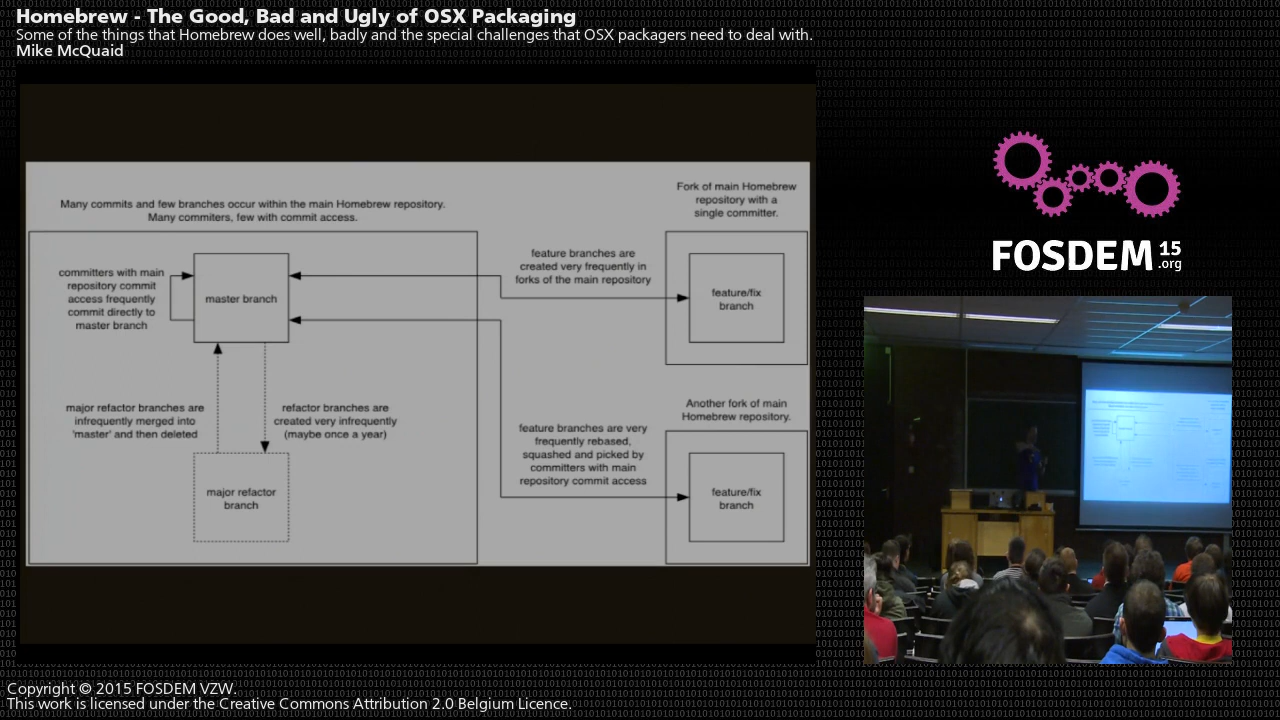 Homebrew - The Good, Bad and Ugly of OSX Packaging
Some of the things that Homebrew does well, badly and the special challenges that OSX packagers need to deal with.
Mike McQuaid
Many commits and few branches occur within the main Homebrew repository.
Many commiters, few with commit access.
committers with main
repository commit
access frequently
commit directly to
master branch
master branch
major refactor branches are
infrequently merged into
'master' and then deleted
refactor branches are
created very infrequently
(maybe once a year)
major refactor
branch
feature branches are
created very frequently in
forks of the main repository
feature branches are very
frequently rebased,
squashed and picked by
committers with main
repository commit access
Fork of main Homebrew
repository with a
single committer.
feature/fix
branch
Another fork of main
Homebrew repository.
feature/fix
branch
FOSDEM 15
.org
Copyright © 2015 FOSDEM VZW.
This work is licensed under the Creative Commons Attribution 2.0 Belgium Licence.